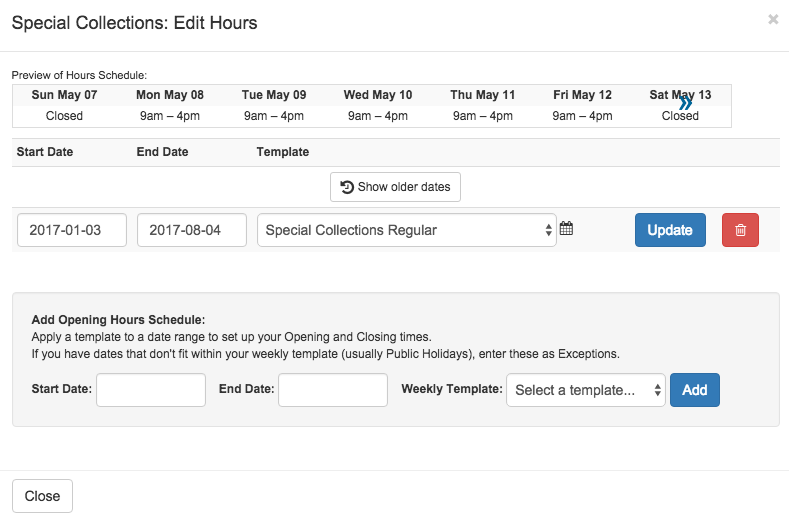 Special Collections: Edit Hours ×
Preview of Hours Schedule:
Sun May 07 Mon May 08 Tue May 09 Wed May 10 Thu May 11 Fri May 12 Sat May 13
Closed 9am – 4pm 9am – 4pm 9am – 4pm 9am – 4pm 9am – 4pm Closed
»
Start Date End Date Template
Show older dates
2017-01-03 2017-08-04 Special Collections Regular Update
Add Opening Hours Schedule:
Apply a template to a date range to set up your Opening and Closing times.
If you have dates that don't fit within your weekly template (usually Public Holidays), enter these as Exceptions.
Start Date: End Date: Weekly Template: Select a template... Add
Close